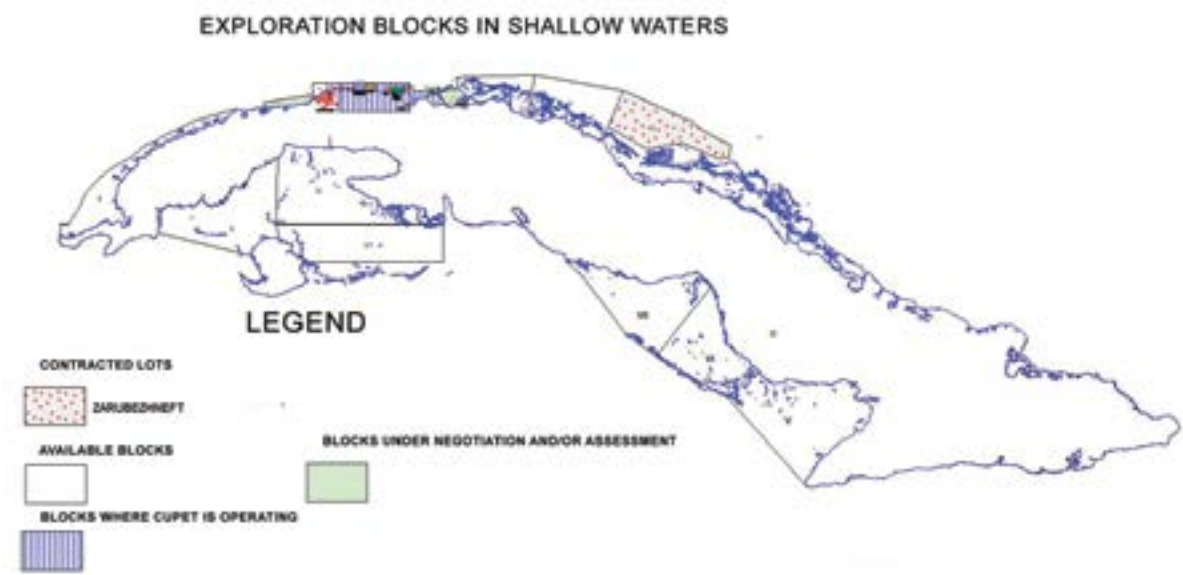 EXPLORATION BLOCKS IN SHALLOW WATERS
LEGEND
CONTRACTED LOTS
ZARUBEZHNEFT
AVAILABLE BLOCKS
BLOCKS UNDER NEGOTIATION AND/OR ASSESSMENT
BLOCKS WHERE CUPET IS OPERATING